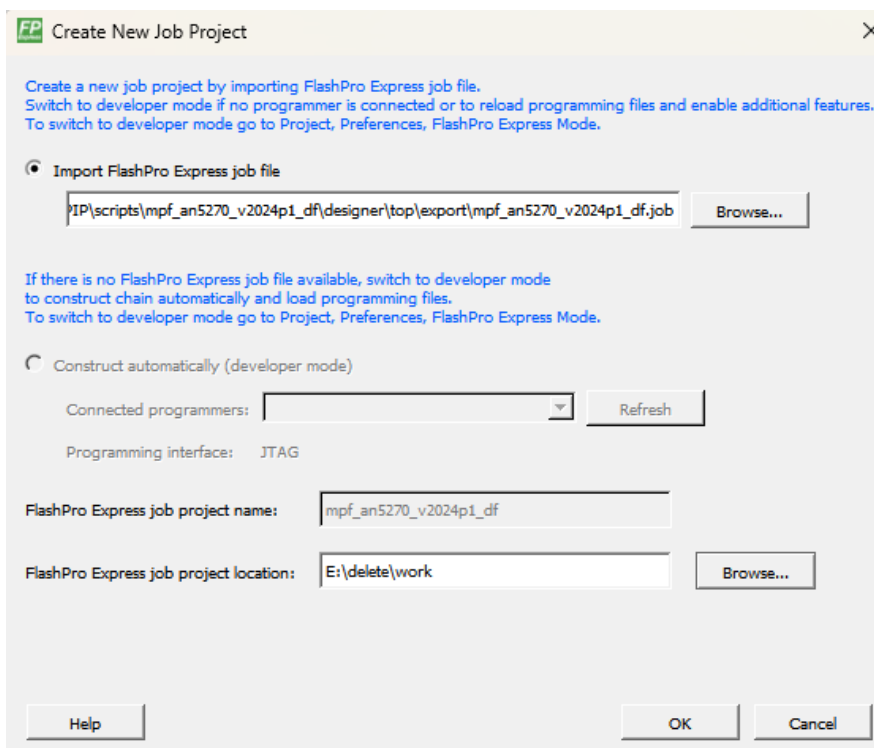 FP Create New Job Project
Create a new job project by importing FlashPro Express job file.
Switch to developer mode if no programmer is connected or to reload programming files and enable additional features.
To switch to developer mode go to Project, Preferences, FlashPro Express Mode.
Import FlashPro Express job file
PIP\scripts\mpf_an5270_v2024p1_df\designer\top\export\mpf_an5270_v2024p1_df.job Browse...
If there is no FlashPro Express job file available, switch to developer mode
to construct chain automatically and load programming files.
To switch to developer mode go to Project, Preferences, FlashPro Express Mode.
Construct automatically (developer mode)
Connected programmers: Refresh
Programming interface: JTAG
FlashPro Express job project name: mpf_an5270_v2024p1_df
FlashPro Express job project location: E:\delete\work Browse...
Help OK Cancel